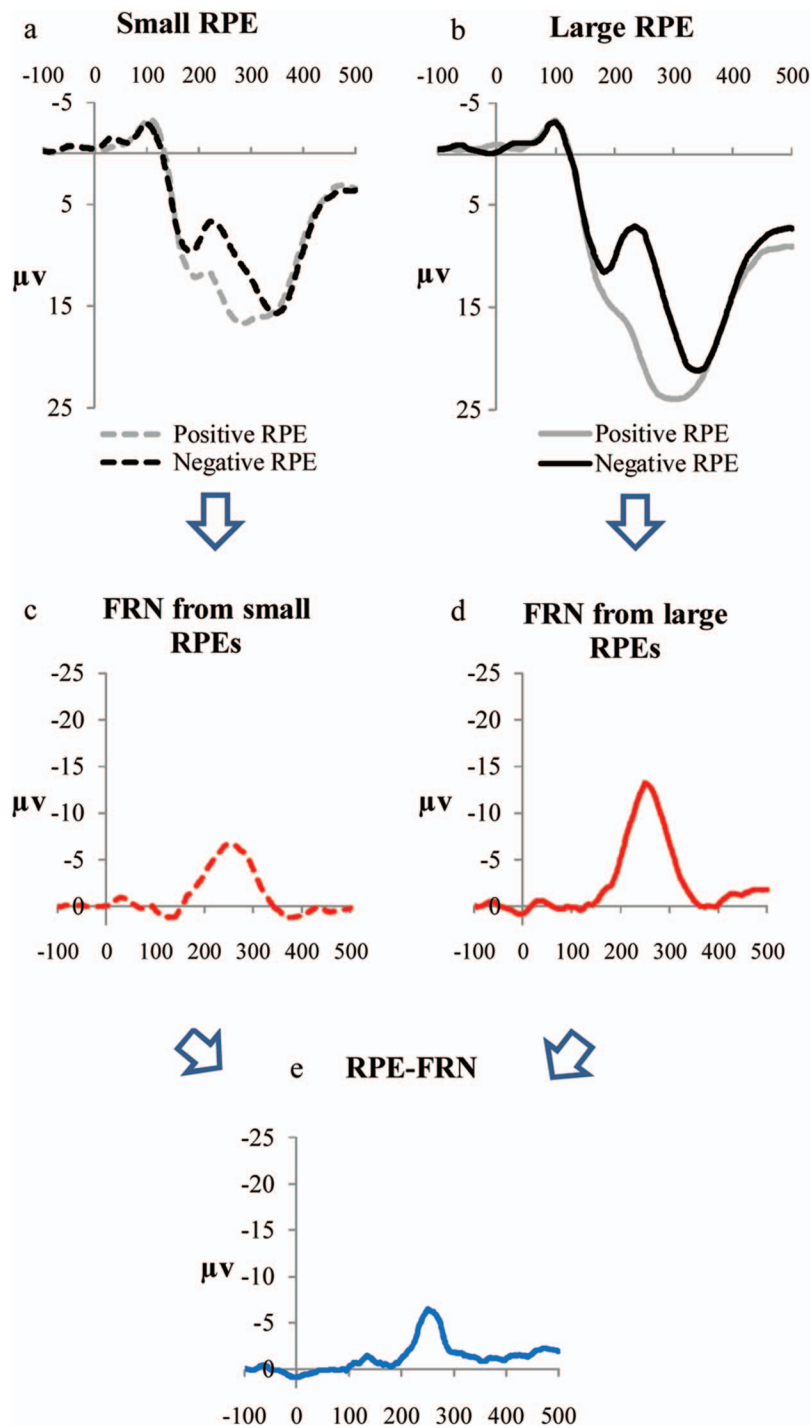 a
Small RPE
-100 0 100 200 300 400 500
-5
5
15
25
μv
Positive RPE
Negative RPE
b
Large RPE
-100 0 100 200 300 400 500
-5
5
15
25
μv
Positive RPE
Negative RPE
c
FRN from small
RPEs
-25
-20
-15
-10
-5
0
μv
-100 0 100 200 300 400 500
d
FRN from large
RPEs
-25
-20
-15
-10
-5
0
μv
-100 0 100 200 300 400 500
e
RPE-FRN
-25
-20
-15
-10
-5
0
μv
-100 0 100 200 300 400 500